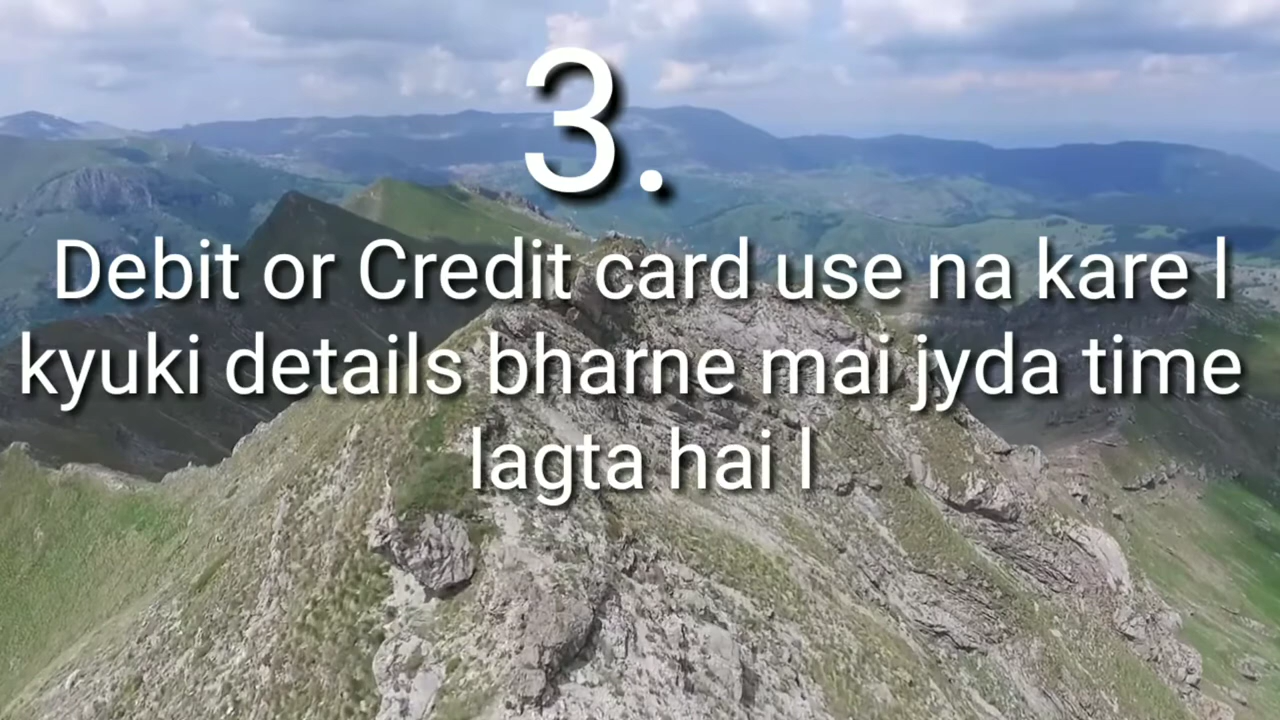 3.
Debit or Credit card use na kare l
kyuki details bharne mai jyda time
lagta hai l